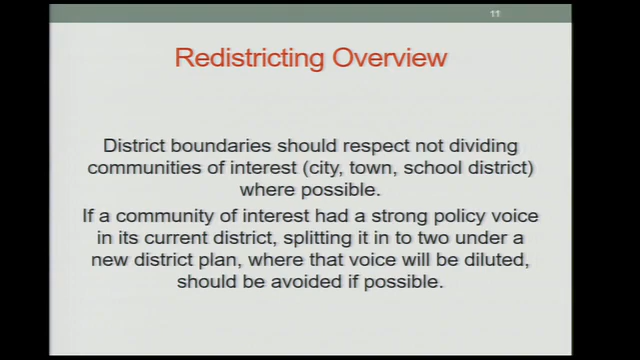 11
Redistricting Overview
District boundaries should respect not dividing
communities of interest (city, town, school district)
where possible.
If a community of interest had a strong policy voice
in its current district, splitting it in to two under a
new district plan, where that voice will be diluted,
should be avoided if possible.